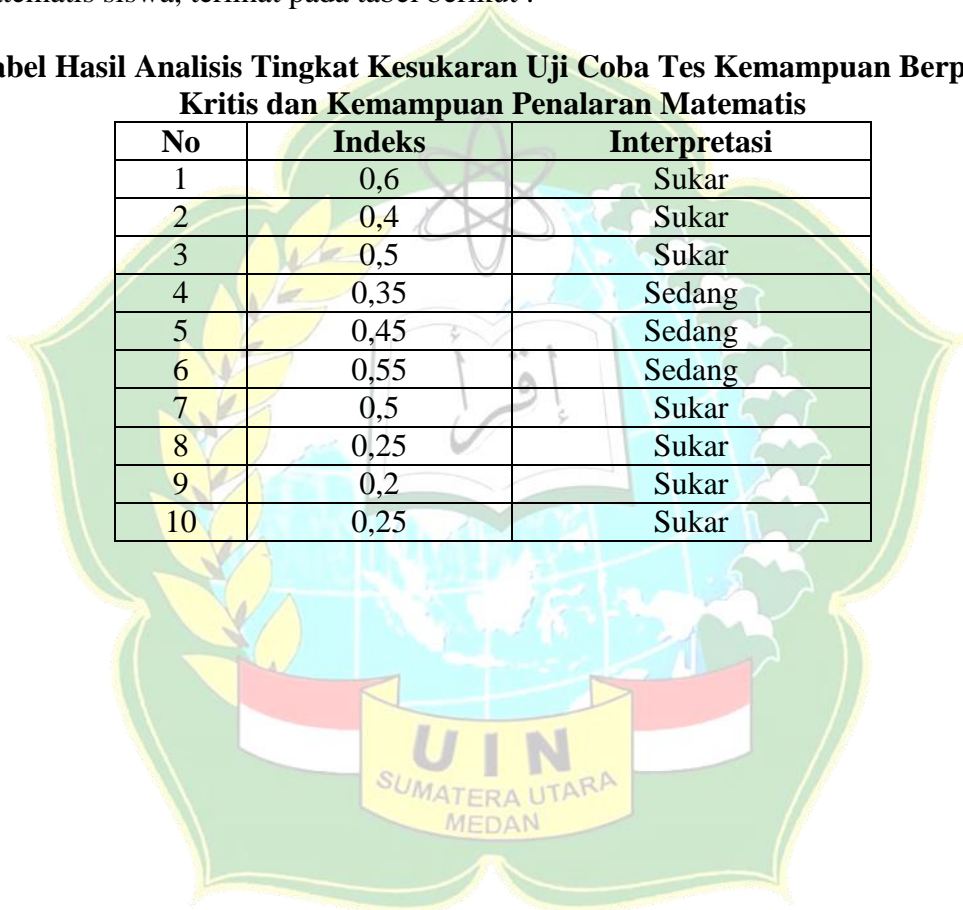 abel Hasil Analisis Tingkat Kesukaran Uji Coba Tes Kemampuan Berp
Kritis dan Kemampuan Penalaran Matematis
No Indeks Interpretasi
1 0,6 Sukar
2 0,4 Sukar
3 0,5 Sukar
4 0,35 Sedang
5 0,45 Sedang
6 0,55 Sedang
7 0,5 Sukar
8 0,25 Sukar
9 0,2 Sukar
10 0,25 Sukar
إقرأ
UIN
SUMATERA UTARA
MEDAN